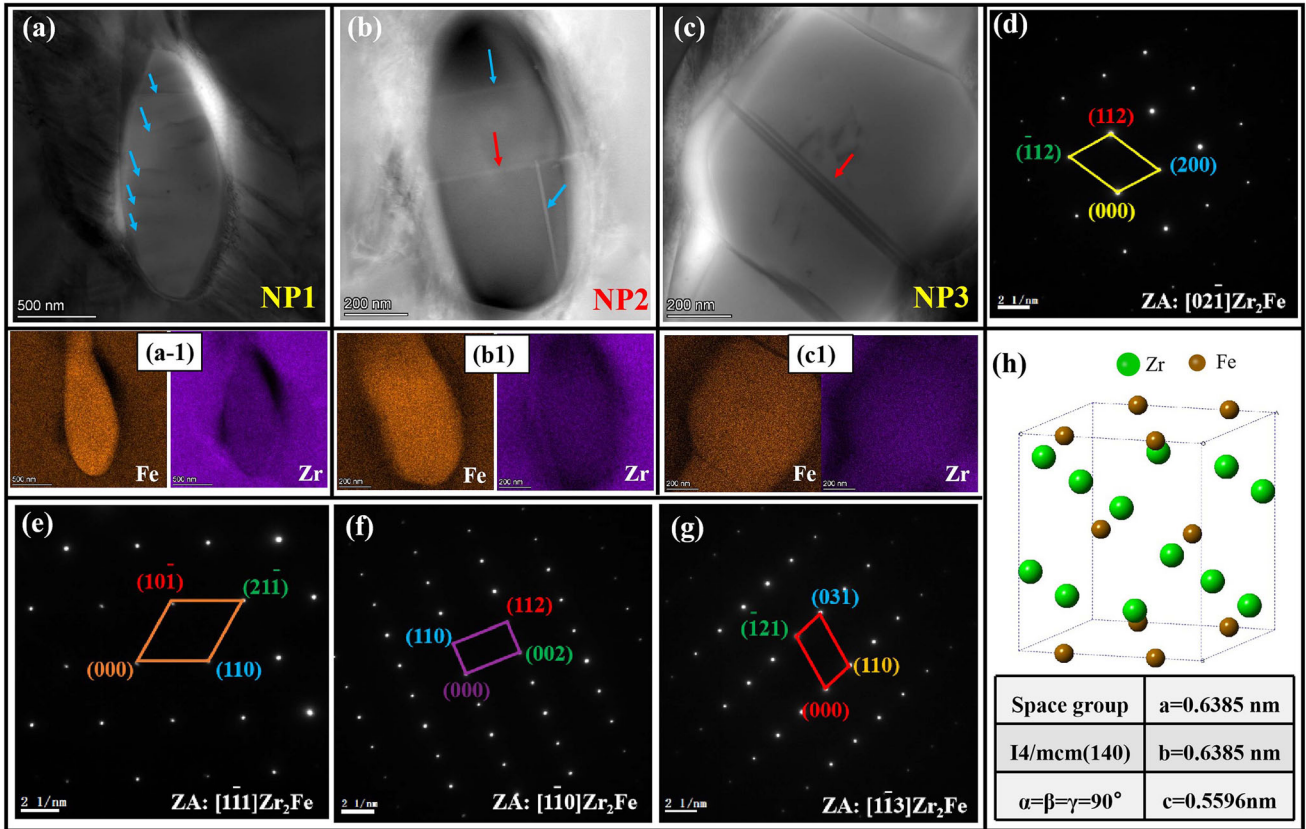 (a)
500 nm
NP1
(b)
200 nm
NP2
(c)
200 nm
NP3
(d)
(112)
(1̄12)
(200)
(000)
2 1/nm
ZA: [021̄]Zr₂Fe
(a-1)
500 nm
Fe
500 nm
Zr
(b1)
200 nm
Fe
200 nm
Zr
(c1)
200 nm
Fe
200 nm
Zr
(h)
Zr
Fe
(e)
(101̄)
(211̄)
(000)
(110)
2 1/nm
ZA: [11̄1]Zr₂Fe
(f)
(112)
(110)
(002)
(000)
2 1/nm
ZA: [11̄0]Zr₂Fe
(g)
(031)
(1̄21)
(110)
(000)
2 1/nm
ZA: [11̄3]Zr₂Fe
Space group a=0.6385 nm
I4/mcm(140) b=0.6385 nm
α=β=γ=90° c=0.5596nm